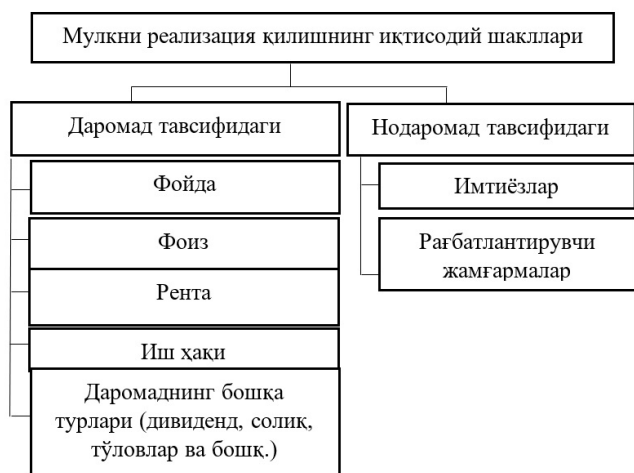 Мулкни реализация қилишнинг иқтисодий шакллари
Даромад тавсифидаги
Нодаромад тавсифидаги
Фойда
Фоиз
Рента
Иш ҳақи
Даромаднинг бошқа
турлари (дивиденд, солиқ,
тўловлар ва бошқ.)
Имтиёзлар
Рағбатлантирувчи
жамғармалар